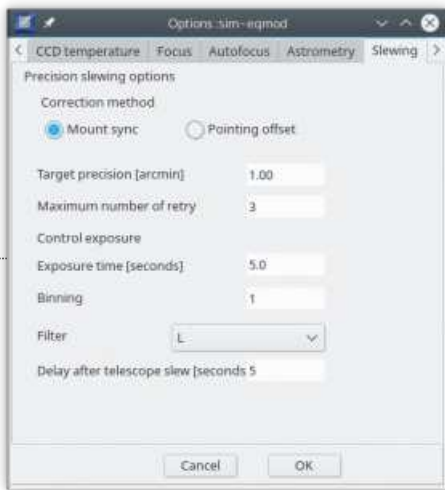 Options :sim-eqmod
CCD temperature Focus Autofocus Astrometry Slewing
Precision slewing options
Correction method
Mount sync Pointing offset
Target precision [arcmin] 1.00
Maximum number of retry 3
Control exposure
Exposure time [seconds] 5.0
Binning 1
Filter L
Delay after telescope slew [seconds 5
Cancel OK